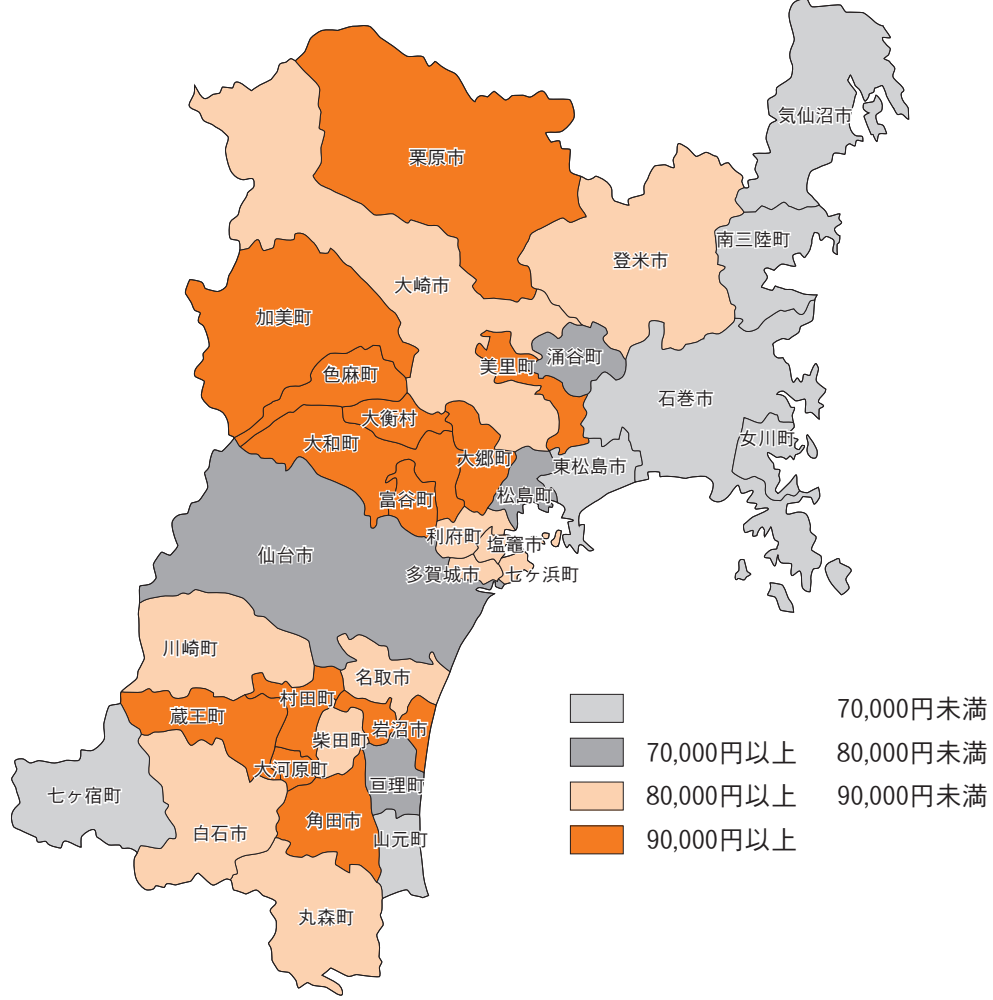 気仙沼市
栗原市
南三陸町
登米市
大崎市
加美町
涌谷町
美里町
色麻町
石巻市
大衡村
女川町
大和町
大郷町
東松島市
松島町
富谷町
利府町
塩竈市
仙台市
多賀城市
七ヶ浜町
川崎町
名取市
村田町
蔵王町
岩沼市
柴田町
大河原町
亘理町
七ヶ宿町
角田市
白石市
山元町
丸森町
70,000円未満
70,000円以上 80,000円未満
80,000円以上 90,000円未満
90,000円以上